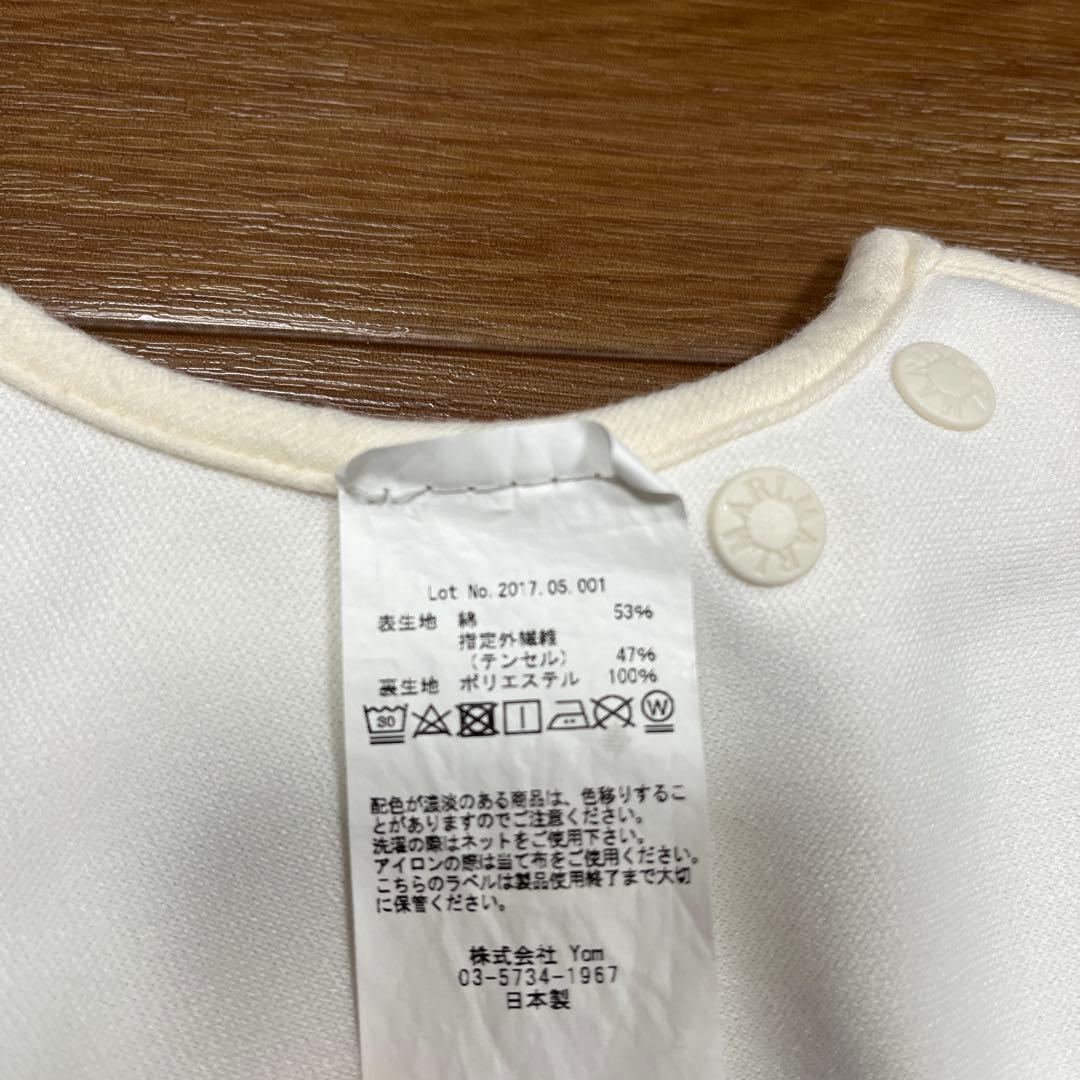 Lot No. 2017.05.001
表生地 綿 53%
指定外繊維
(テンセル) 47%
裏生地 ポリエステル 100%
30
W
配色が濃淡のある商品は、色移りするこ
とがありますのでご注意ください。
洗濯の際はネットをご使用下さい。
アイロンの際は当て布をご使用ください。
こちらのラベルは製品使用終了まで大切
に保管ください。
株式会社 Yam
03-5734-1967
日本製
MARLMARL